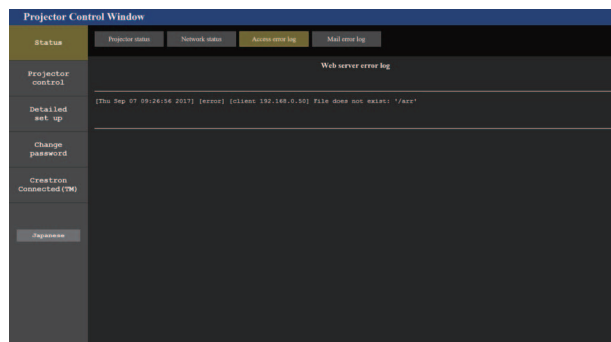 Projector Control Window
Status
Projector status
Network status
Access error log
Mail error log
Web server error log
[Thu Sep 07 09:26:56 2017] [error] [client 192.168.0.50] File does not exist: '/arr'
Projector
control
Detailed
set up
Change
password
Crestron
Connected(TM)
Japanese